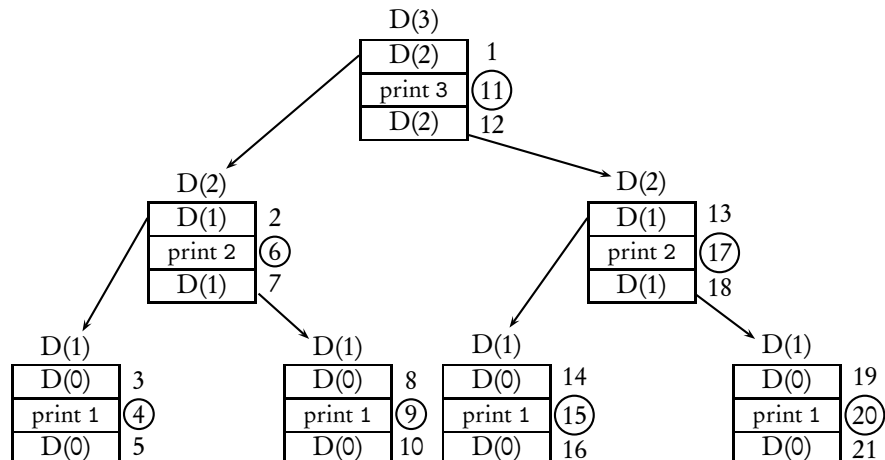 D(3)
D(2) 1
print 3 11
D(2) 12
D(2) D(2)
D(1) 2 D(1) 13
print 2 6 print 2 17
D(1) 7 D(1) 18
D(1) D(1) D(1) D(1)
D(0) 3 D(0) 8 D(0) 14 D(0) 19
print 1 4 print 1 9 print 1 15 print 1 20
D(0) 5 D(0) 10 D(0) 16 D(0) 21